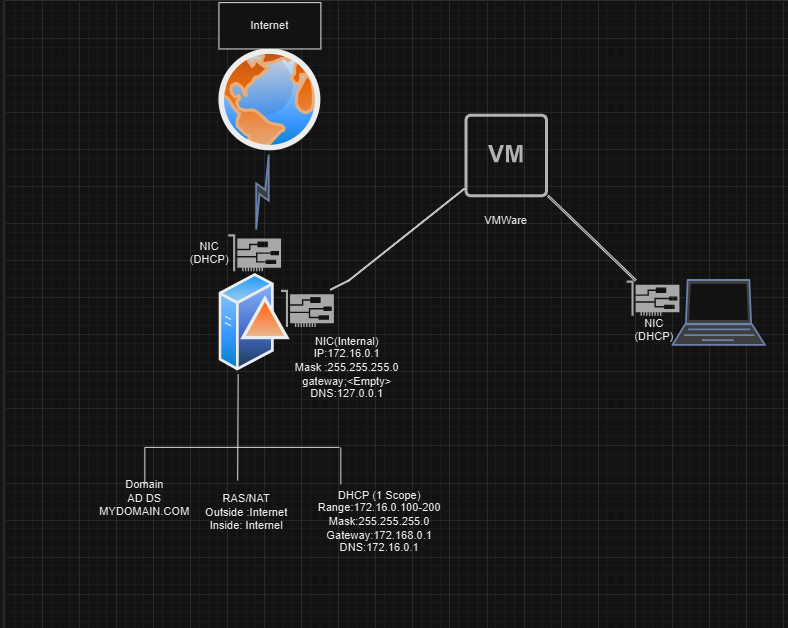 Internet
VM
VMWare
NIC
(DHCP)
NIC(Internal)
IP:172.16.0.1
Mask :255.255.255.0
gateway;<Empty>
DNS:127.0.0.1
NIC
(DHCP)
Domain
AD DS
MYDOMAIN.COM
RAS/NAT
Outside :Internet
Inside: Internel
DHCP (1 Scope)
Range:172.16.0.100-200
Mask:255.255.255.0
Gateway:172.168.0.1
DNS:172.16.0.1